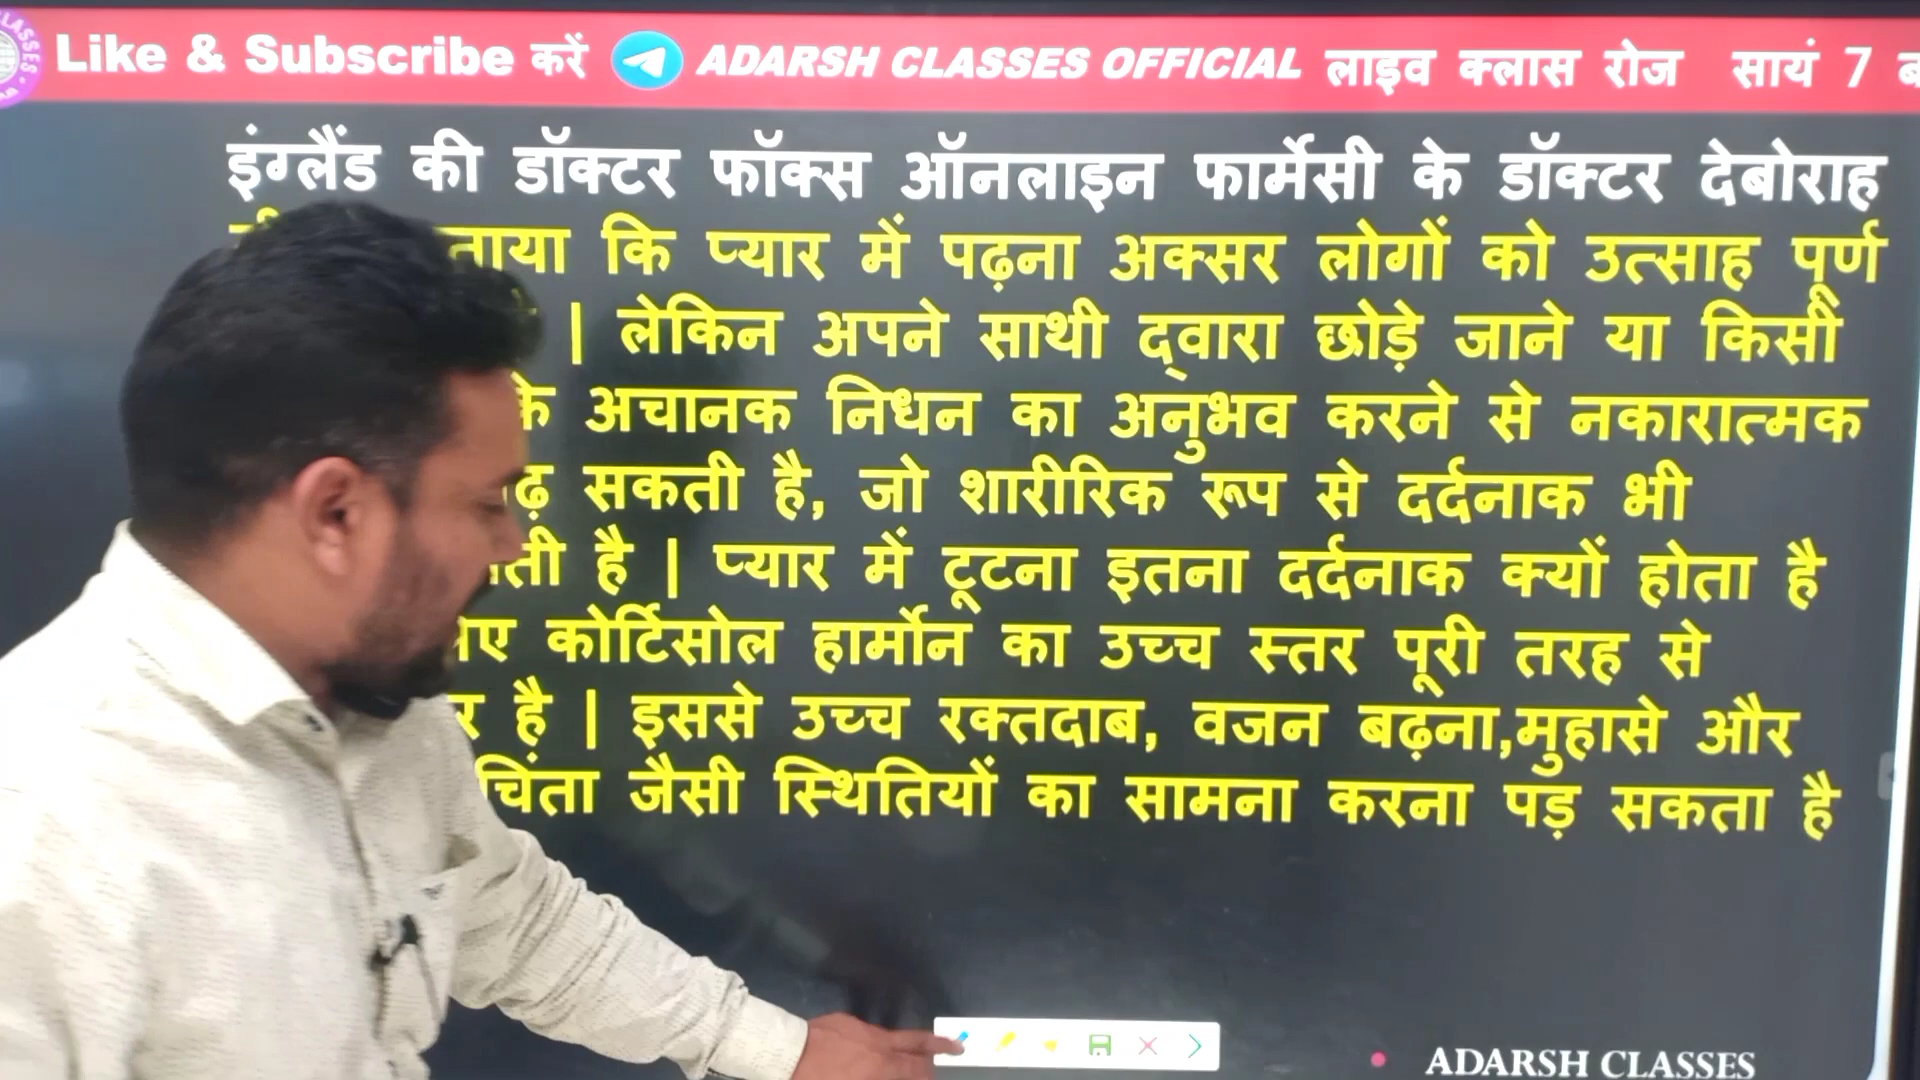 Like & Subscribe करें ADARSH CLASSES OFFICIAL लाइव क्लास रोज सायं 7
इंग्लैंड की डॉक्टर फॉक्स ऑनलाइन फार्मेसी के डॉक्टर देबोराह
कि प्यार में पढ़ना अक्सर लोगों को उत्साह पूर्ण
| लेकिन अपने साथी द्वारा छोड़े जाने या किसी
के अचानक निधन का अनुभव करने से नकारात्मक
सकती है, जो शारीरिक रूप से दर्दनाक भी
है | प्यार में टूटना इतना दर्दनाक क्यों होता है
कोर्टिसोल हार्मोन का उच्च स्तर पूरी तरह से
है | इससे उच्च रक्तदाब, वजन बढ़ना,मुहासे और
चिंता जैसी स्थितियों का सामना करना पड़ सकता है
ADARSH CLASSES